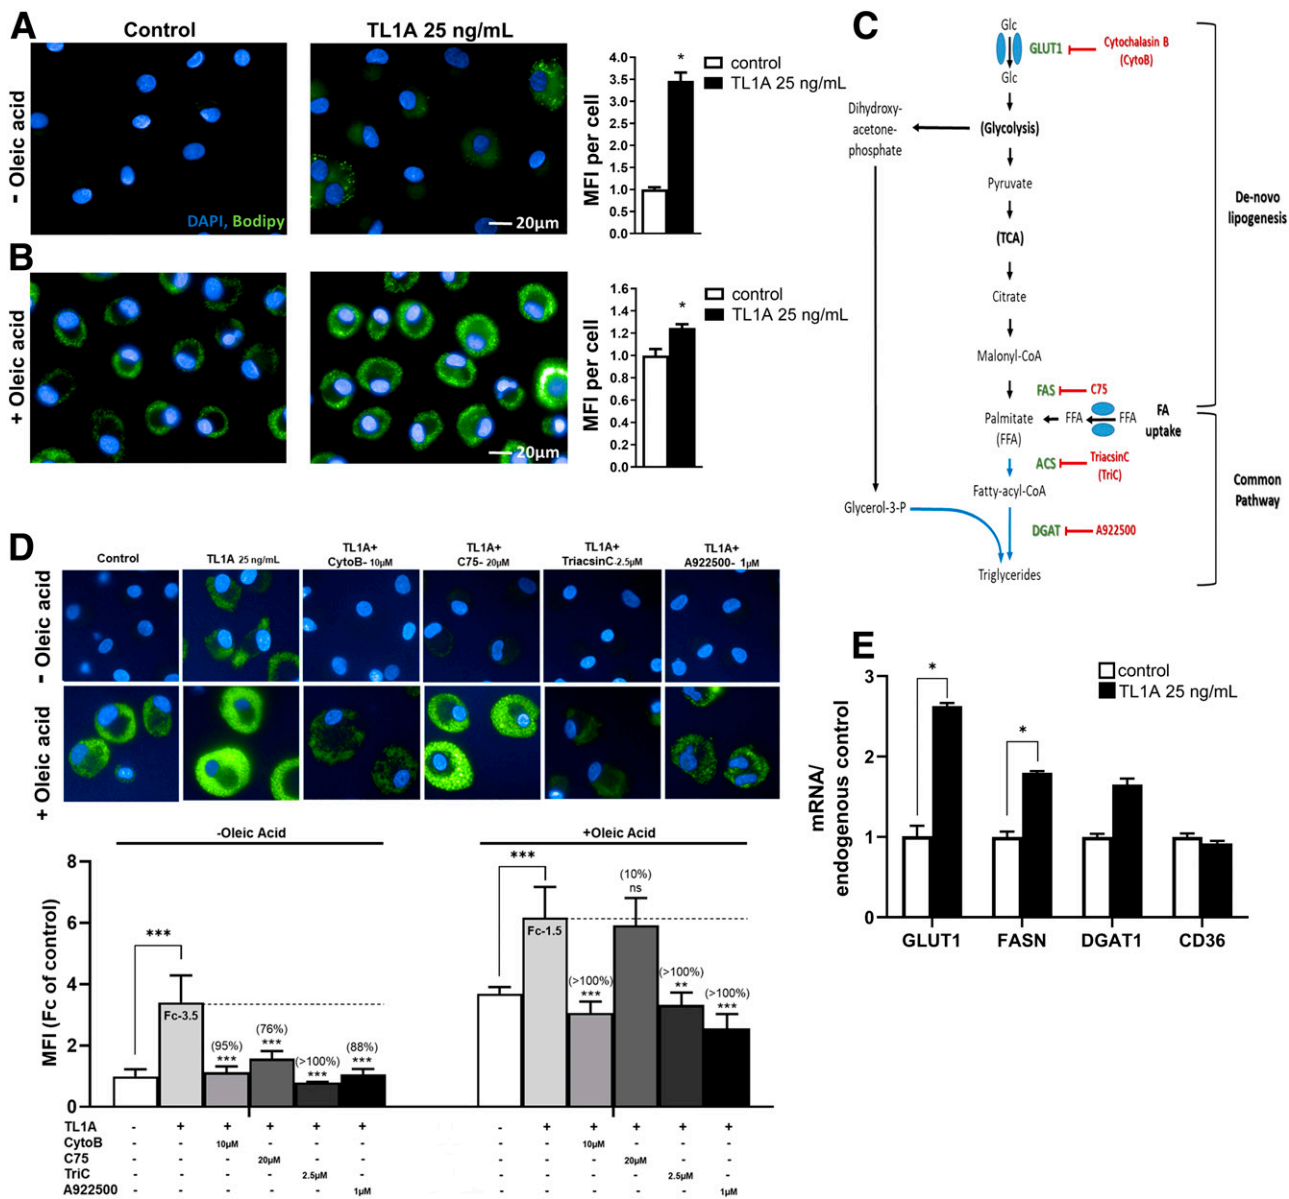 A
Control
TL1A 25 ng/mL
- Oleic acid
DAPI, Bodipy
20µm
MFI per cell
4.0
3.5
3.0
2.5
2.0
1.5
1.0
0.5
0.0
*
control
TL1A 25 ng/mL
B
+ Oleic acid
20µm
MFI per cell
1.6
1.4
1.2
1.0
0.8
0.6
0.4
0.2
0.0
*
control
TL1A 25 ng/mL
C
Glc
GLUT1
Cytochalasin B
(CytoB)
Glc
Dihydroxy-
acetone-
phosphate
(Glycolysis)
Pyruvate
(TCA)
Citrate
Malonyl-CoA
De-novo
lipogenesis
FAS
C75
Palmitate
(FFA)
FFA
FFA
FA
uptake
ACS
TriacsinC
(TriC)
Fatty-acyl-CoA
Glycerol-3-P
DGAT
A922500
Common
Pathway
Triglycerides
D
Control
TL1A 25 ng/mL
TL1A+
CytoB- 10µM
TL1A+
C75- 20µM
TL1A+
TriacsinC-2.5µM
TL1A+
A922500- 1µM
- Oleic acid
+ Oleic acid
-Oleic Acid
+Oleic Acid
MFI (Fc of control)
8
6
4
2
0
***
Fc-3.5
(95%)
***
(76%)
***
(>100%)
***
(88%)
***
***
Fc-1.5
(>100%)
***
(10%)
ns
(>100%)
**
(>100%)
***
TL1A - + + + + + - + + + + +
CytoB - - 10µM - - - - - 10µM - - -
C75 - - - 20µM - - - - - 20µM - -
TriC - - - - 2.5µM - - - - - 2.5µM -
A922500 - - - - - 1µM - - - - - 1µM
E
control
TL1A 25 ng/mL
mRNA/
endogenous control
3
2
1
0
*
*
GLUT1
FASN
DGAT1
CD36